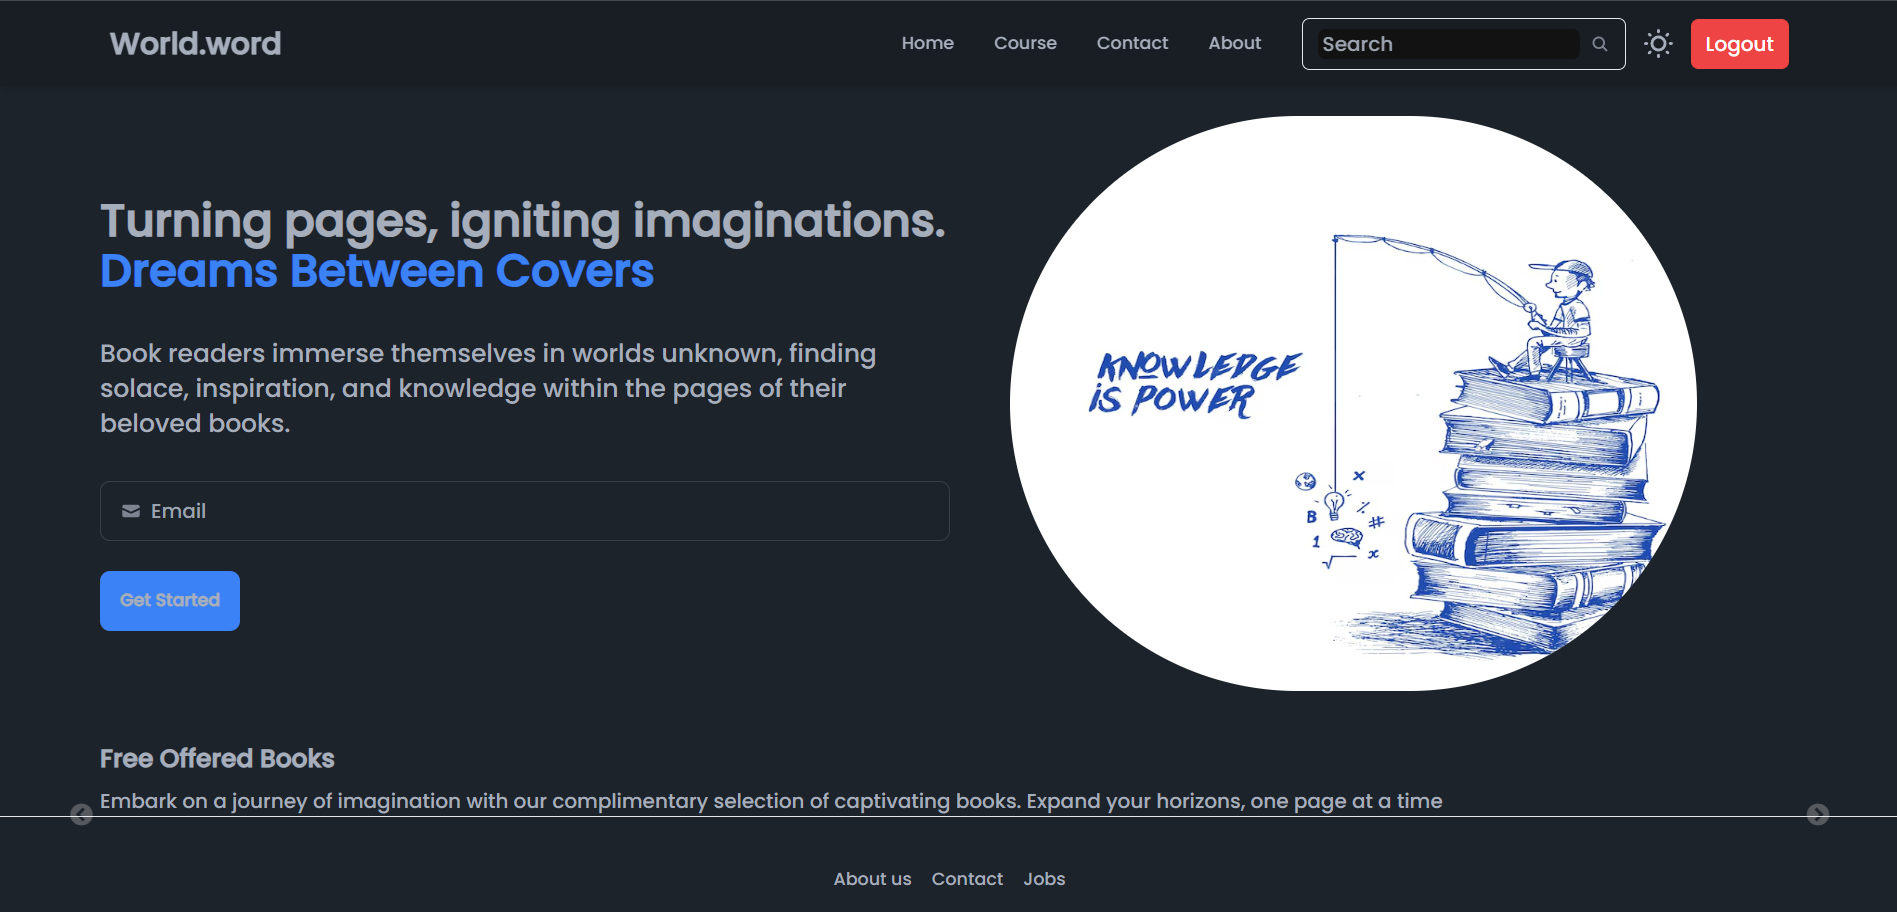 World.word
Home
Course
Contact
About
Search
Logout
Turning pages, igniting imaginations.
Dreams Between Covers
Book readers immerse themselves in worlds unknown, finding
solace, inspiration, and knowledge within the pages of their
beloved books.
Email
Get Started
KNOWLEDGE
iS POWER
x
B
%
#
1
x
√
Free Offered Books
Embark on a journey of imagination with our complimentary selection of captivating books. Expand your horizons, one page at a time
About us
Contact
Jobs